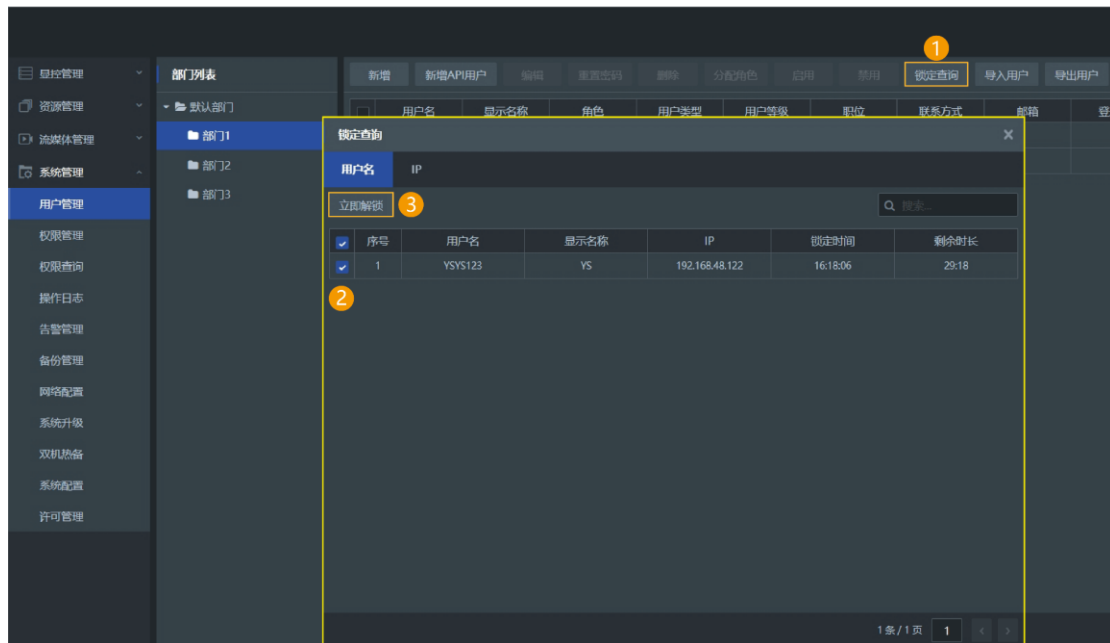 1
显控管理
资源管理
流媒体管理
系统管理
用户管理
权限管理
权限查询
操作日志
告警管理
备份管理
网络配置
系统升级
双机热备
系统配置
许可管理
部门列表
默认部门
部门1
部门2
部门3
新增 新增API用户 编辑 重置密码 删除 分配角色 启用 禁用 锁定查询 导入用户 导出用户
用户名 显示名称 角色 用户类型 用户等级 职位 联系方式 邮箱 登
锁定查询
用户名 IP
立即解锁 3 搜索...
序号 用户名 显示名称 IP 锁定时间 剩余时长
1 YSYS123 YS 192.168.48.122 16:18:06 29:18
2
1条/1页 1